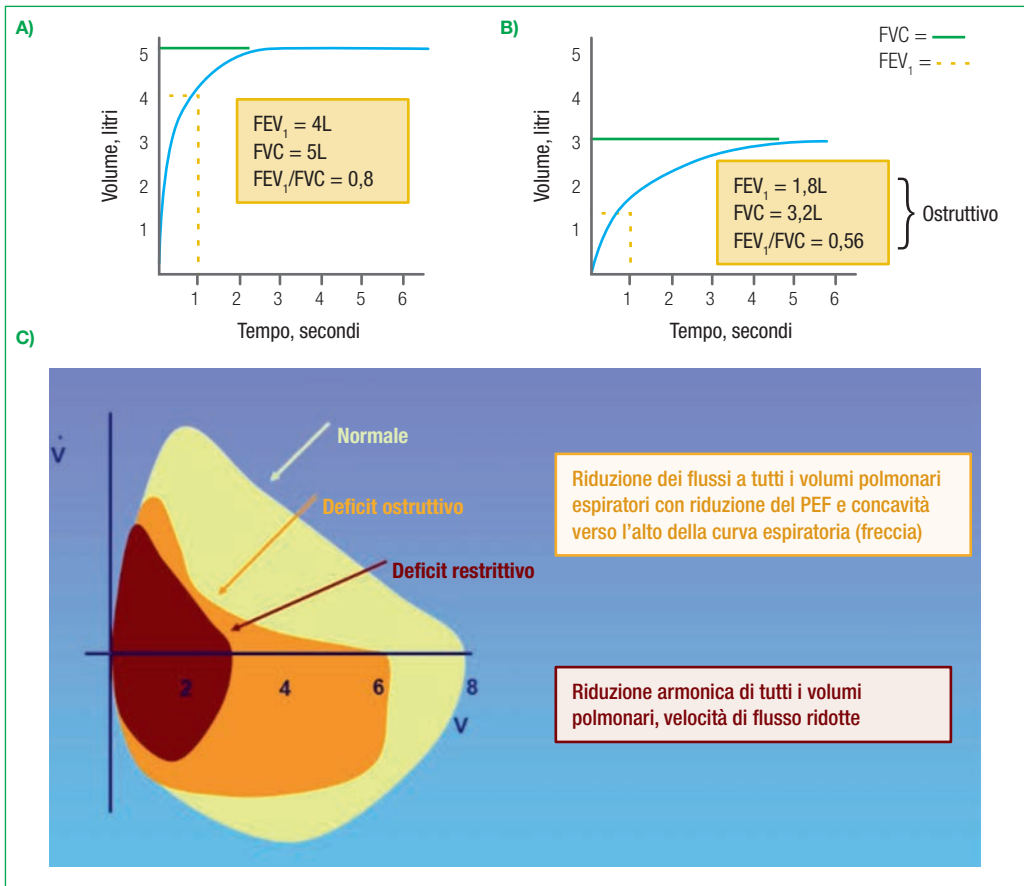 A)
5
4
3
2
1
Volume, litri
FEV₁ = 4L
FVC = 5L
FEV₁/FVC = 0,8
1 2 3 4 5 6
Tempo, secondi
B)
FVC =
FEV₁ =
5
4
3
2
1
Volume, litri
FEV₁ = 1,8L
FVC = 3,2L
FEV₁/FVC = 0,56
Ostruttivo
1 2 3 4 5 6
Tempo, secondi
C)
V̇
Normale
Deficit ostruttivo
Deficit restrittivo
2 4 6 8
V
Riduzione dei flussi a tutti i volumi polmonari
espiratori con riduzione del PEF e concavità
verso l’alto della curva espiratoria (freccia)
Riduzione armonica di tutti i volumi
polmonari, velocità di flusso ridotte